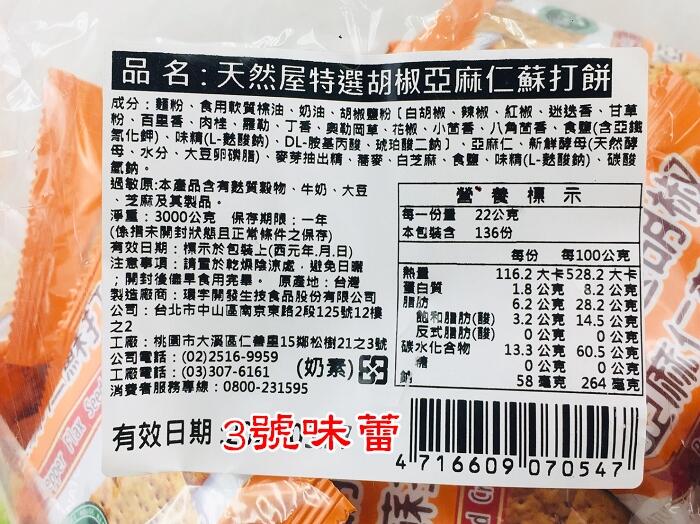 品名:天然屋特選胡椒亞麻仁蘇打餅
成分:麵粉、食用軟質棕油、奶油、胡椒鹽粉〔白胡椒、辣椒、紅椒、迷迭香、甘草
粉、百里香、肉桂、羅勒、丁香、奧勒岡草、花椒、小茴香、八角茴香、食鹽(含亞鐵
氰化鉀)、味精(L-麩酸鈉)、DL-胺基丙酸、琥珀酸二鈉〕、亞麻仁、新鮮酵母(天然酵
母、水分、大豆卵磷脂)、麥芽抽出精、蕎麥、白芝麻、食鹽、味精(L-麩酸鈉)、碳酸
氫鈉。
過敏原:本產品含有麩質穀物、牛奶、大豆
、芝麻及其製品。
淨重:3000公克 保存期限:一年
(係指未開封狀態且正常條件之保存)
有效日期:標示於包裝上(西元年.月.日)
注意事項:請置於乾燥陰涼處,避免日曬
;開封後儘早食用完畢。 原產地:台灣
製造廠商:環宇開發生技食品股份有限公司
公司:台北市中山區南京東路2段125號12樓
之2
工廠:桃園市大溪區仁善里15鄰松樹21之3號
公司電話:(02)2516-9959
工廠電話:(03)307-6161 (奶素)
消費者服務專線:0800-231595
營養標示
每一份量 22公克
本包裝含 136份
每份 每100公克
熱量 116.2 大卡 528.2 大卡
蛋白質 1.8 公克 8.2 公克
脂肪 6.2 公克 28.2 公克
飽和脂肪(酸) 3.2 公克 14.5 公克
反式脂肪(酸) 0 公克 0 公克
碳水化合物 13.3 公克 60.5 公克
糖 0 公克 0 公克
鈉 58 毫克 264 毫克
有效日期
3號味蕾
4 716609 070547
胡椒
亞麻仁
Pepper Flax Seed